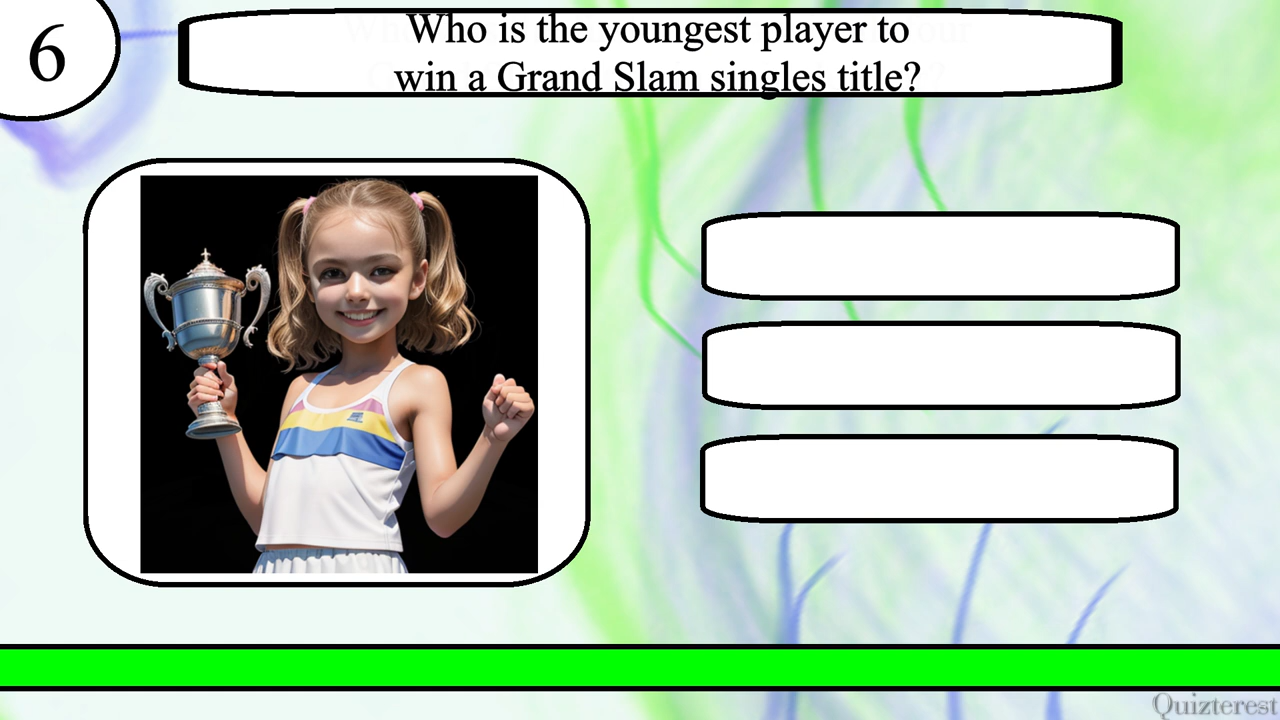 6
Who is the youngest player to
win a Grand Slam singles title?
Quizterest